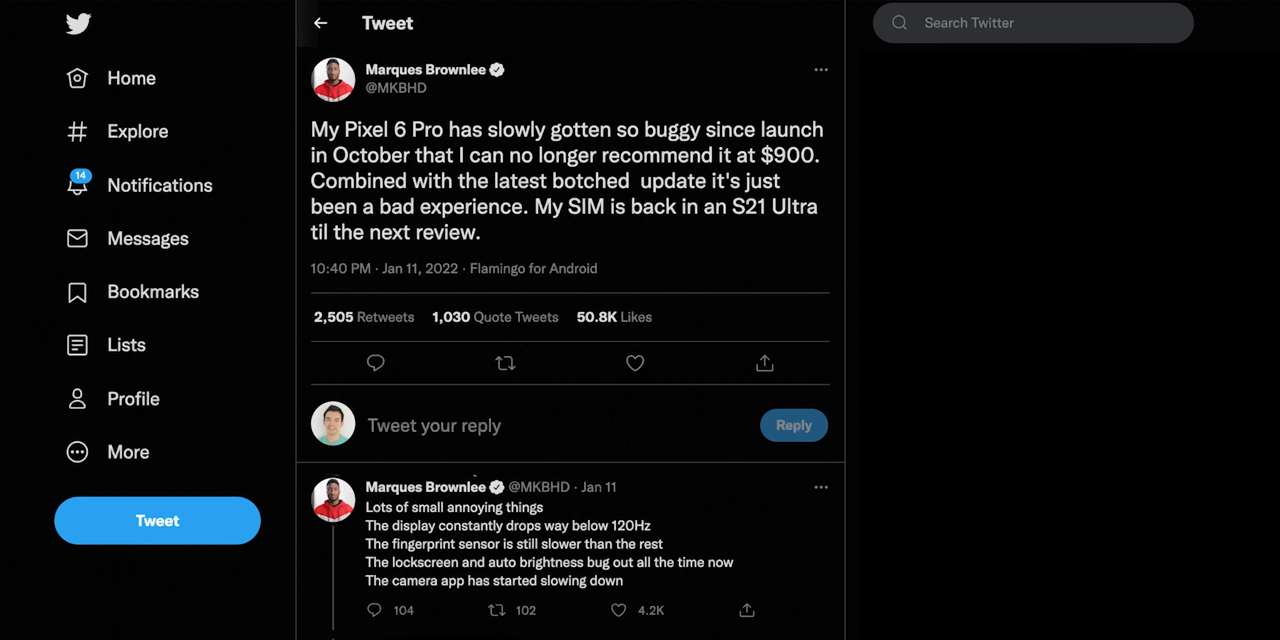 Tweet
Search Twitter
Home
Explore
14
Notifications
Messages
Bookmarks
Lists
Profile
More
Tweet
Marques Brownlee
@MKBHD
My Pixel 6 Pro has slowly gotten so buggy since launch
in October that I can no longer recommend it at $900.
Combined with the latest botched update it's just
been a bad experience. My SIM is back in an S21 Ultra
til the next review.
10:40 PM · Jan 11, 2022 · Flamingo for Android
2,505 Retweets 1,030 Quote Tweets 50.8K Likes
Tweet your reply
Reply
Marques Brownlee @MKBHD · Jan 11
Lots of small annoying things
The display constantly drops way below 120Hz
The fingerprint sensor is still slower than the rest
The lockscreen and auto brightness bug out all the time now
The camera app has started slowing down
104 102 4.2K